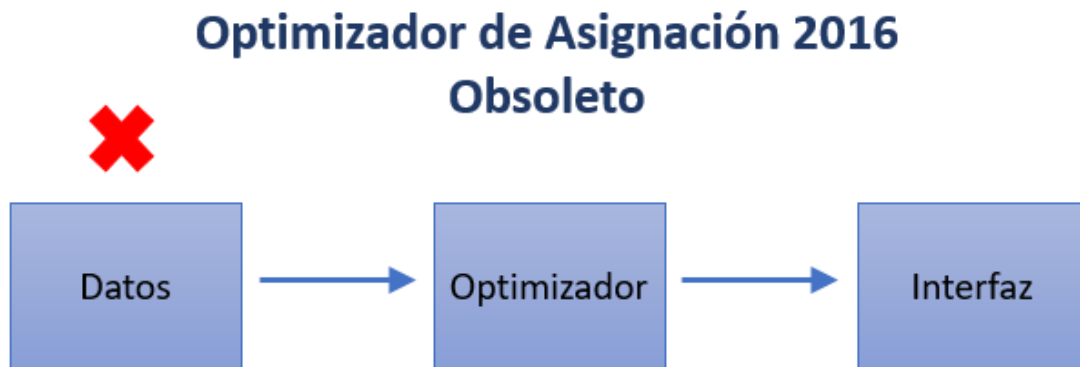 Optimizador de Asignación 2016
Obsoleto
Datos
Optimizador
Interfaz